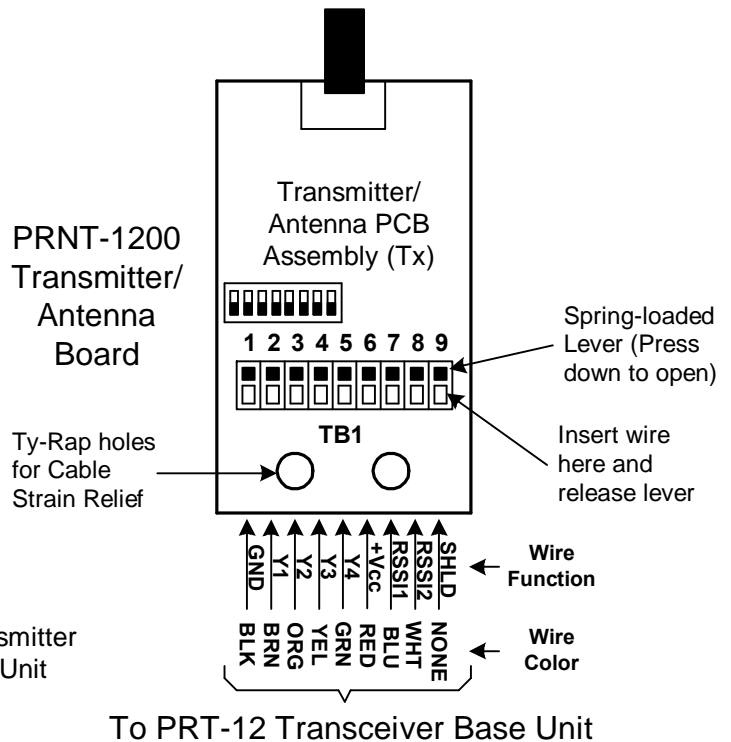 Transmitter/
Antenna PCB
Assembly (Tx)
PRNT-1200
Transmitter/
Antenna
Board
1 2 3 4 5 6 7 8 9
Spring-loaded
Lever (Press
down to open)
TB1
Ty-Rap holes
for Cable
Strain Relief
Insert wire
here and
release lever
GND
Y1
Y2
Y3
Y4
+Vcc
RSSI1
RSSI2
SHLD
Wire
Function
BLK
BRN
ORG
YEL
GRN
RED
BLU
WHT
NONE
Wire
Color
smitter
Unit
To PRT-12 Transceiver Base Unit